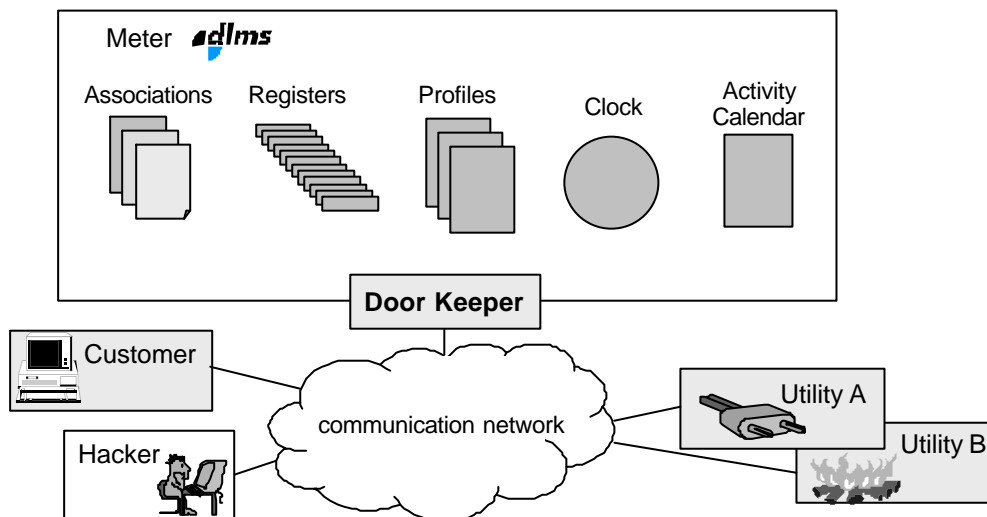 Meter dlms
Associations
Registers
Profiles
Clock
Activity
Calendar
Door Keeper
Customer
communication network
Utility A
Hacker
Utility B